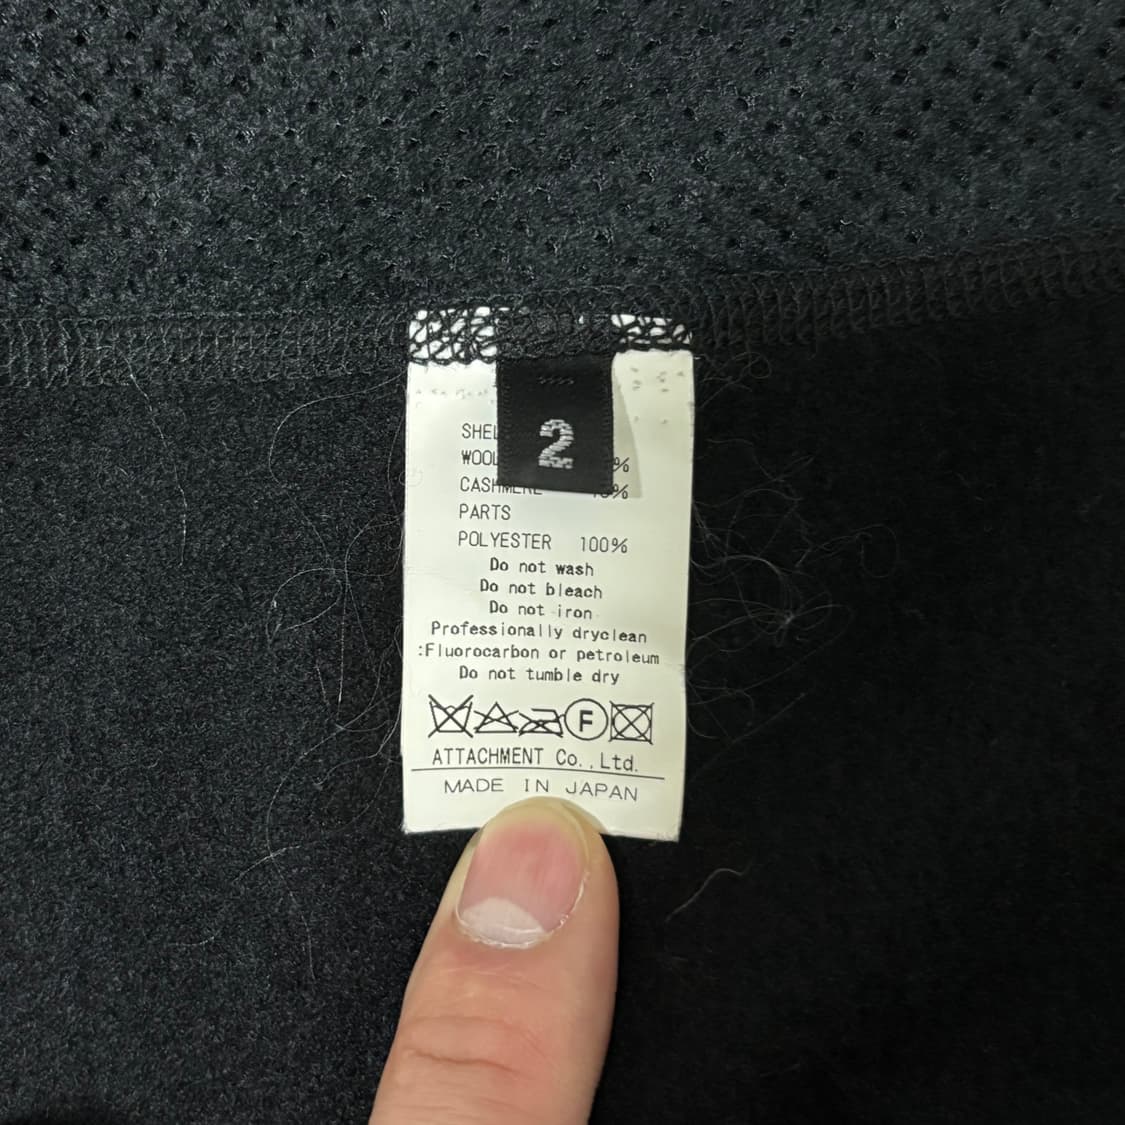 2
SHEL
WOOL %
CASHMERE %
PARTS
POLYESTER 100%
Do not wash
Do not bleach
Do not iron
Professionally dryclean
:Fluorocarbon or petroleum
Do not tumble dry
F
ATTACHMENT Co.,Ltd.
MADE IN JAPAN